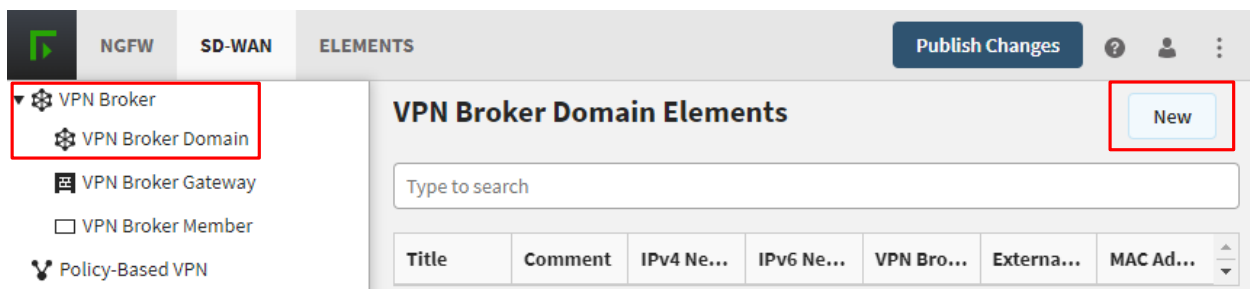 NGFW SD-WAN ELEMENTS Publish Changes
VPN Broker
VPN Broker Domain
VPN Broker Gateway
VPN Broker Member
Policy-Based VPN
VPN Broker Domain Elements New
Type to search
Title Comment IPv4 Ne... IPv6 Ne... VPN Bro... Externa... MAC Ad...